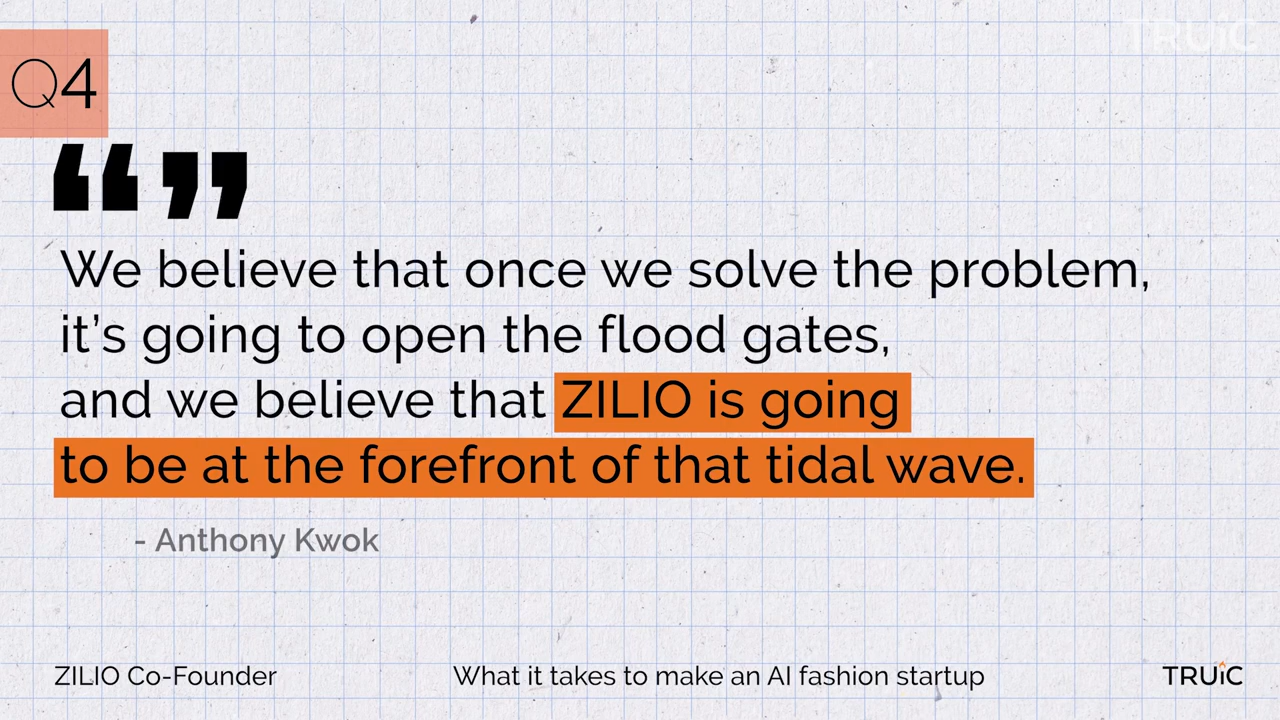 TRUiC
Q4
“”
We believe that once we solve the problem,
it’s going to open the flood gates,
and we believe that ZILIO is going
to be at the forefront of that tidal wave.
- Anthony Kwok
ZILIO Co-Founder
What it takes to make an AI fashion startup
TRUiC